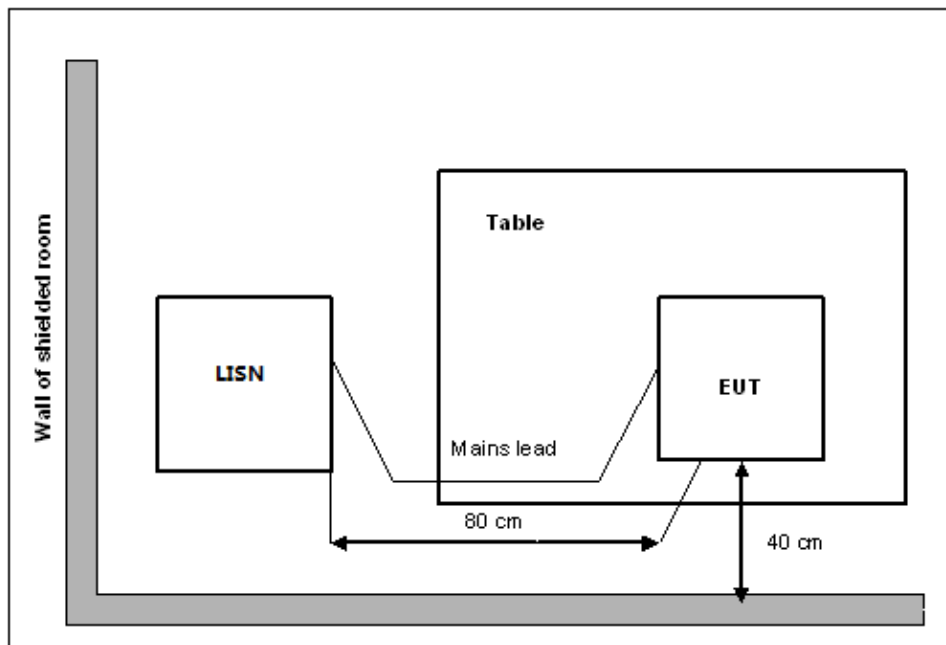 Wall of shielded room
Table
LISN
EUT
Mains lead
80 cm
40 cm